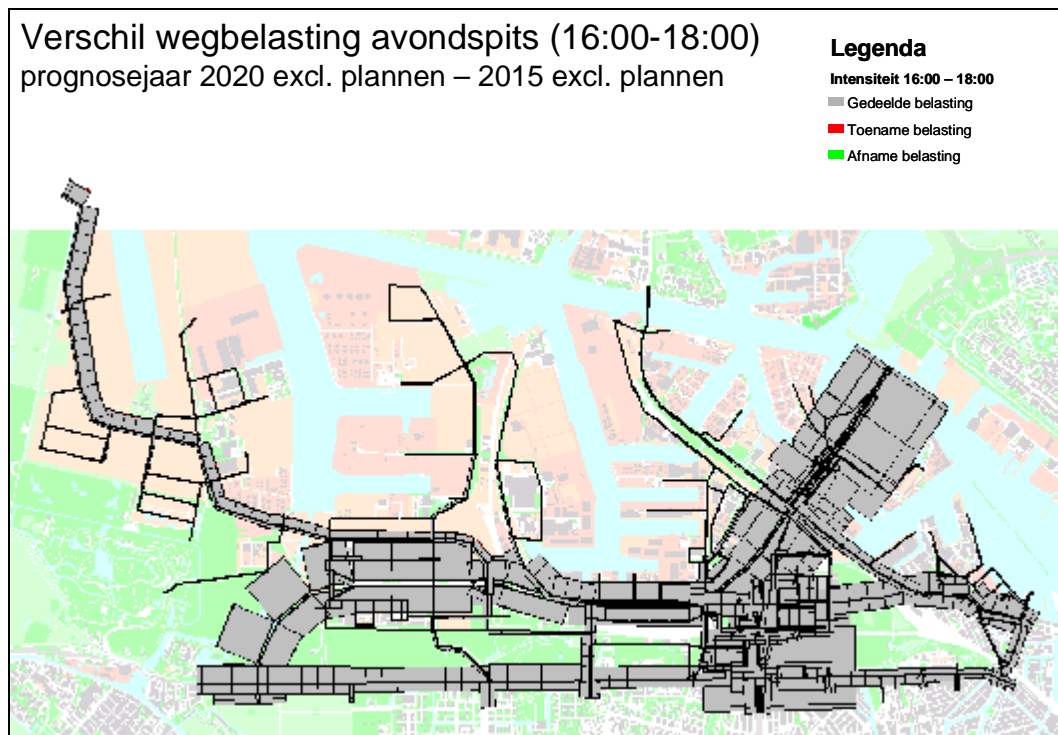 Verschil wegbelasting avondspits (16:00-18:00)
prognosejaar 2020 excl. plannen – 2015 excl. plannen
Legenda
Intensiteit 16:00 – 18:00
Gedeelde belasting
Toename belasting
Afname belasting